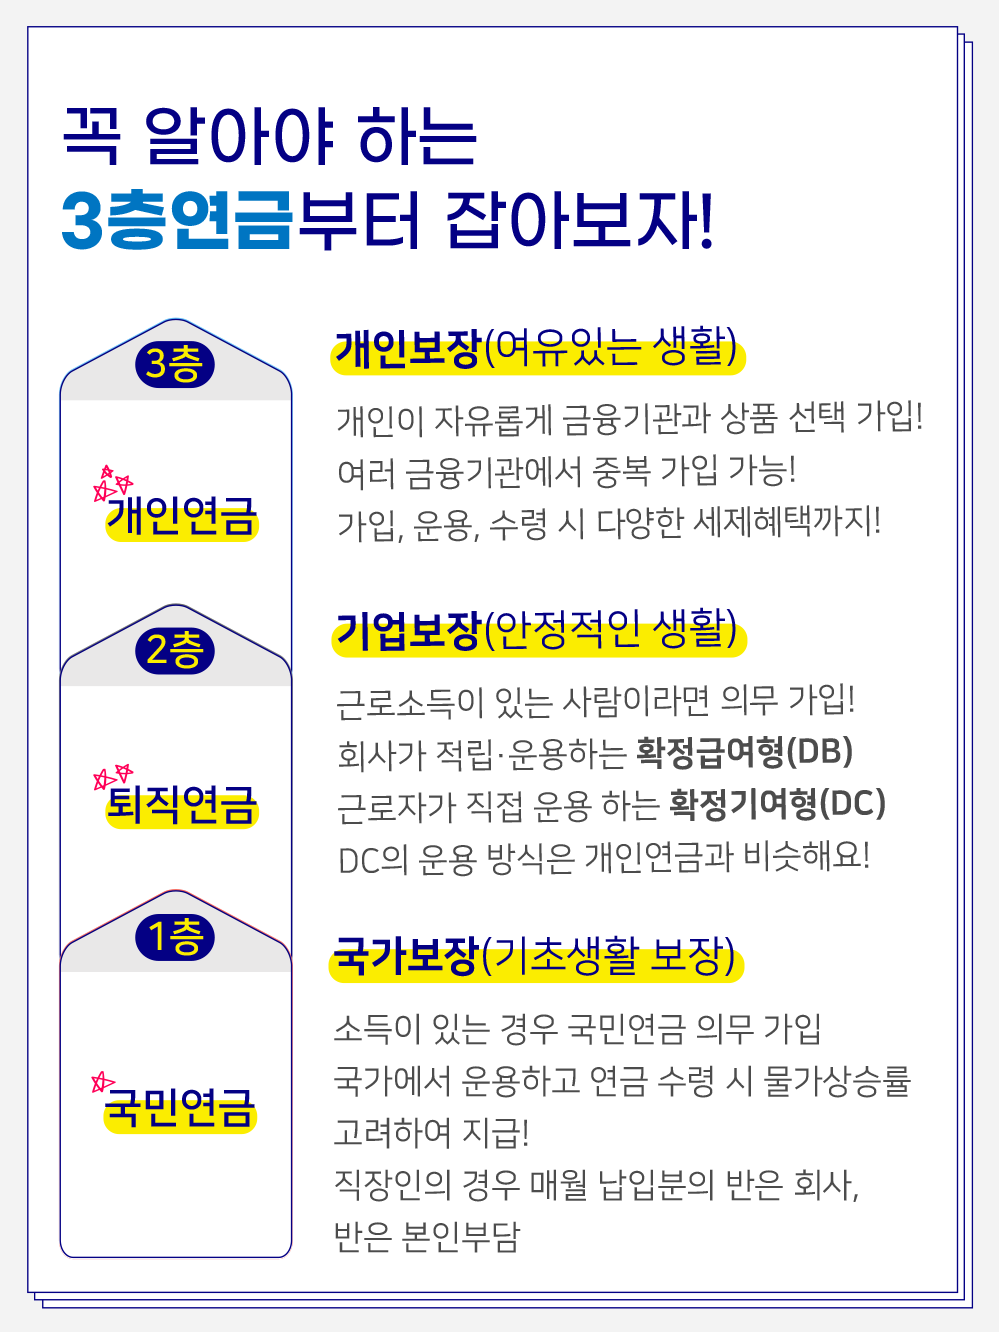 꼭 알아야 하는
3층연금부터 잡아보자!
3층
개인연금
개인보장(여유있는 생활)
개인이 자유롭게 금융기관과 상품 선택 가입!
여러 금융기관에서 중복 가입 가능!
가입, 운용, 수령 시 다양한 세제혜택까지!
2층
퇴직연금
기업보장(안정적인 생활)
근로소득이 있는 사람이라면 의무 가입!
회사가 적립·운용하는 확정급여형(DB)
근로자가 직접 운용 하는 확정기여형(DC)
DC의 운용 방식은 개인연금과 비슷해요!
1층
국민연금
국가보장(기초생활 보장)
소득이 있는 경우 국민연금 의무 가입
국가에서 운용하고 연금 수령 시 물가상승률
고려하여 지급!
직장인의 경우 매월 납입분의 반은 회사,
반은 본인부담